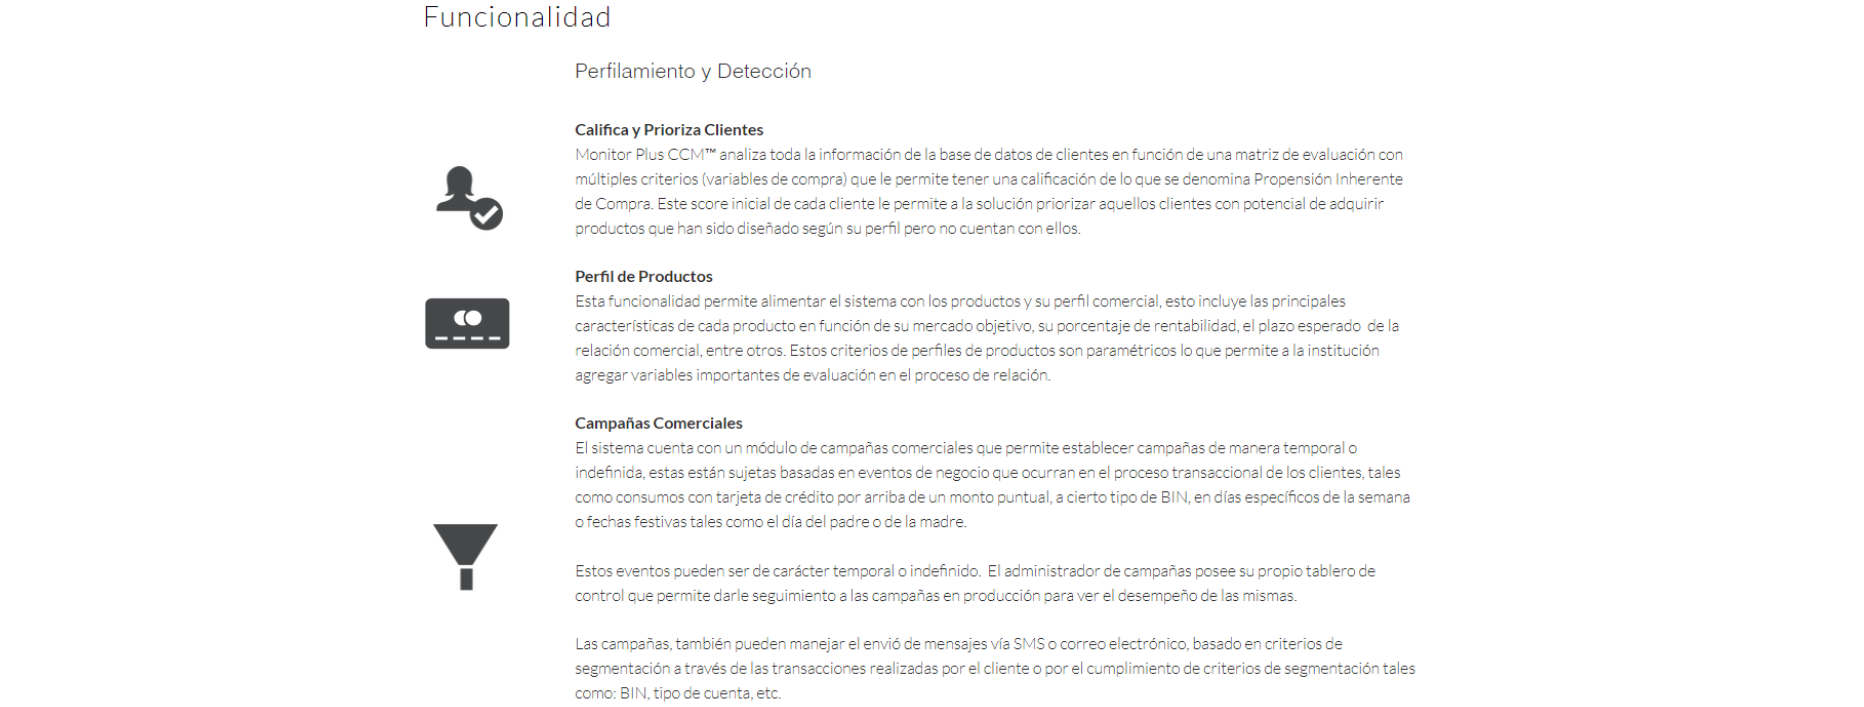 Funcionalidad
Perfilamiento y Detección
Califica y Prioriza Clientes
Monitor Plus CCM™ analiza toda la información de la base de datos de clientes en función de una matriz de evaluación con
múltiples criterios (variables de compra) que le permite tener una calificación de lo que se denomina Propensión Inherente
de Compra. Este score inicial de cada cliente le permite a la solución priorizar aquellos clientes con potencial de adquirir
productos que han sido diseñado según su perfil pero no cuentan con ellos.
Perfil de Productos
Esta funcionalidad permite alimentar el sistema con los productos y su perfil comercial, esto incluye las principales
características de cada producto en función de su mercado objetivo, su porcentaje de rentabilidad, el plazo esperado  de la
relación comercial, entre otros. Estos criterios de perfiles de productos son paramétricos lo que permite a la institución
agregar variables importantes de evaluación en el proceso de relación.
Campañas Comerciales
El sistema cuenta con un módulo de campañas comerciales que permite establecer campañas de manera temporal o
indefinida, estas están sujetas basadas en eventos de negocio que ocurran en el proceso transaccional de los clientes, tales
como consumos con tarjeta de crédito por arriba de un monto puntual, a cierto tipo de BIN, en días específicos de la semana
o fechas festivas tales como el día del padre o de la madre.
Estos eventos pueden ser de carácter temporal o indefinido.  El administrador de campañas posee su propio tablero de
control que permite darle seguimiento a las campañas en producción para ver el desempeño de las mismas.
Las campañas, también pueden manejar el envió de mensajes vía SMS o correo electrónico, basado en criterios de
segmentación a través de las transacciones realizadas por el cliente o por el cumplimiento de criterios de segmentación tales
como: BIN, tipo de cuenta, etc.